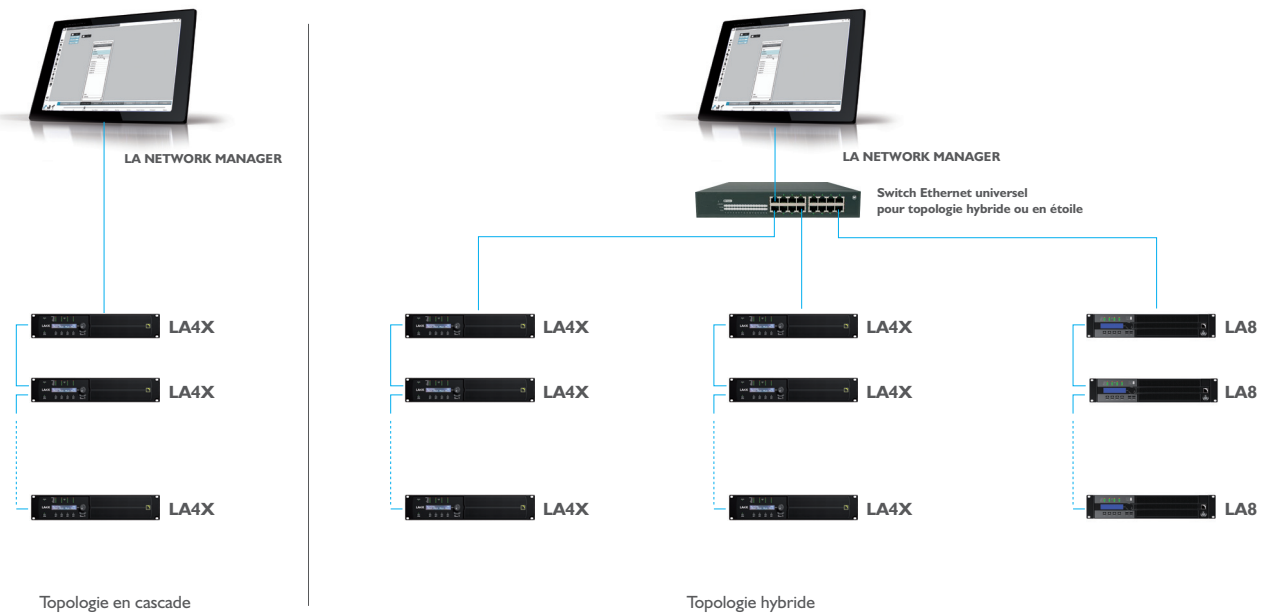 LA NETWORK MANAGER
LA4X
LA4X
LA4X
Topologie en cascade
LA NETWORK MANAGER
Switch Ethernet universel
pour topologie hybride ou en étoile
LA4X
LA4X
LA8
LA4X
LA4X
LA8
LA4X
LA4X
LA8
Topologie hybride